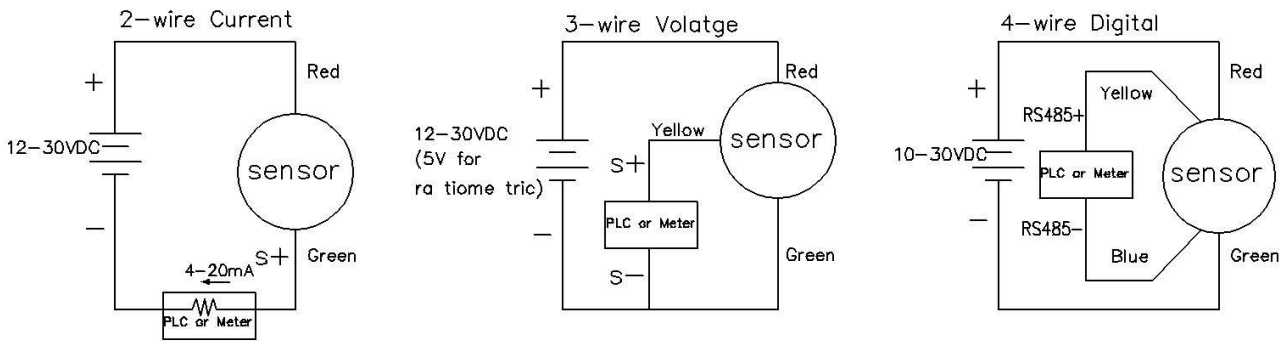 2-wire Current
+
Red
12-30VDC
sensor
-
S+
Green
4-20mA
PLC or Meter
3-wire Volatge
+
Red
12-30VDC
(5V for
ra tiome tric)
Yellow
sensor
S+
PLC or Meter
-
S-
Green
4-wire Digital
+
Red
Yellow
RS485+
10-30VDC
PLC or Meter
sensor
-
RS485-
Blue
Green